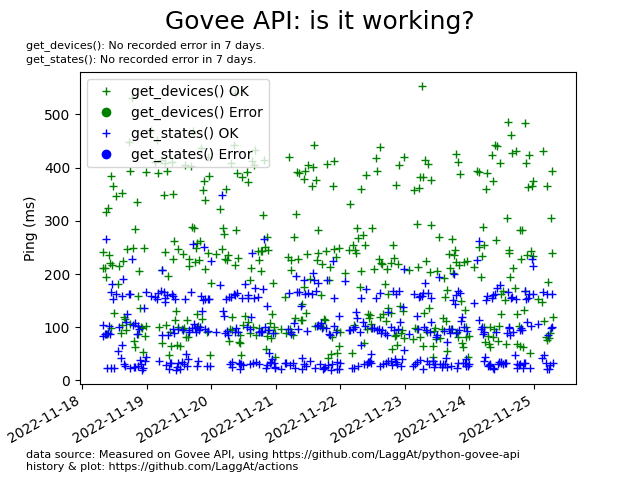 Govee API: is it working?
get_devices(): No recorded error in 7 days.
get_states(): No recorded error in 7 days.
get_devices() OK
get_devices() Error
get_states() OK
get_states() Error
Ping (ms)
500
400
300
200
100
0
2022-11-18
2022-11-19
2022-11-20
2022-11-21
2022-11-22
2022-11-23
2022-11-24
2022-11-25
data source: Measured on Govee API, using https://github.com/LaggAt/python-govee-api
history & plot: https://github.com/LaggAt/actions